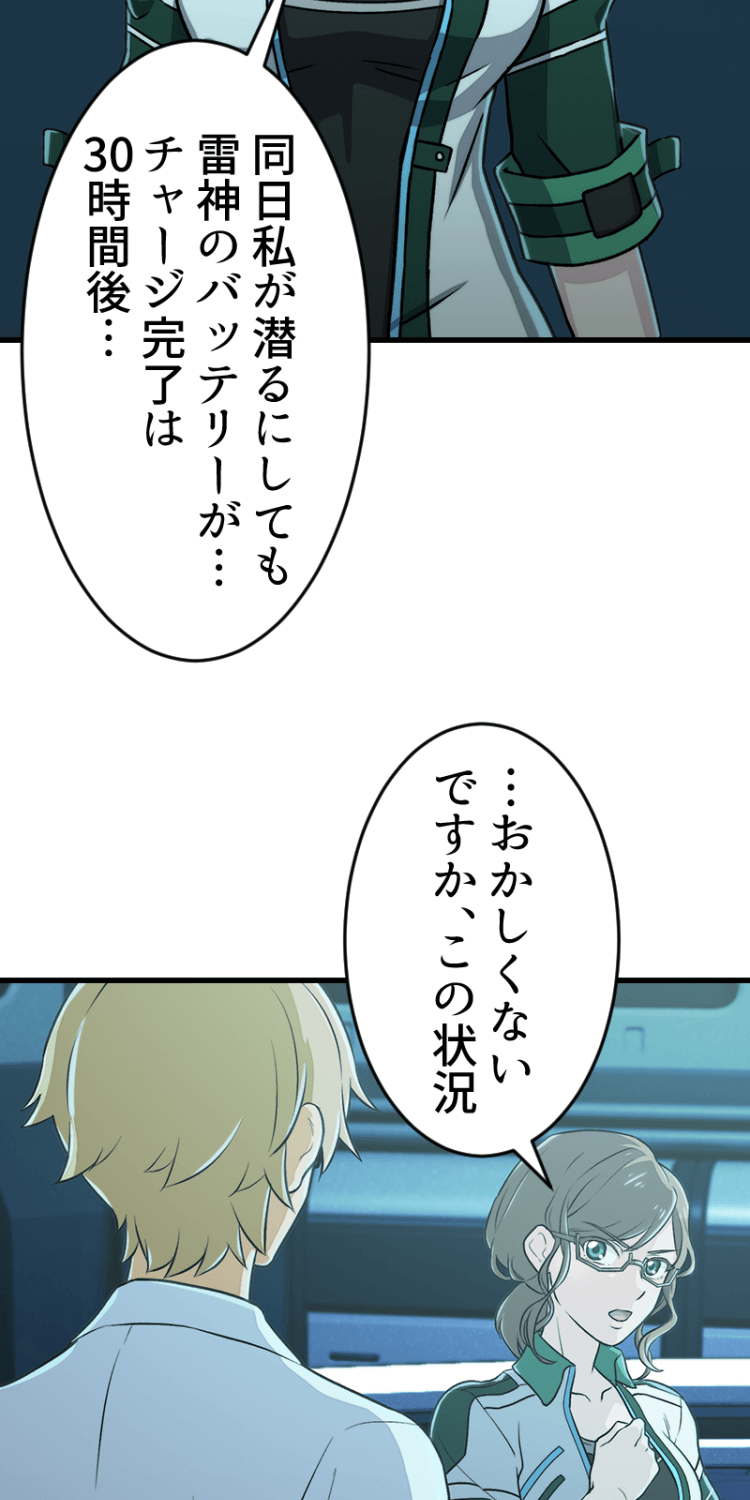 同日私が潜るにしても
雷神のバッテリーが…
チャージ完了は
30時間後…
…おかしくない
ですか、この状況